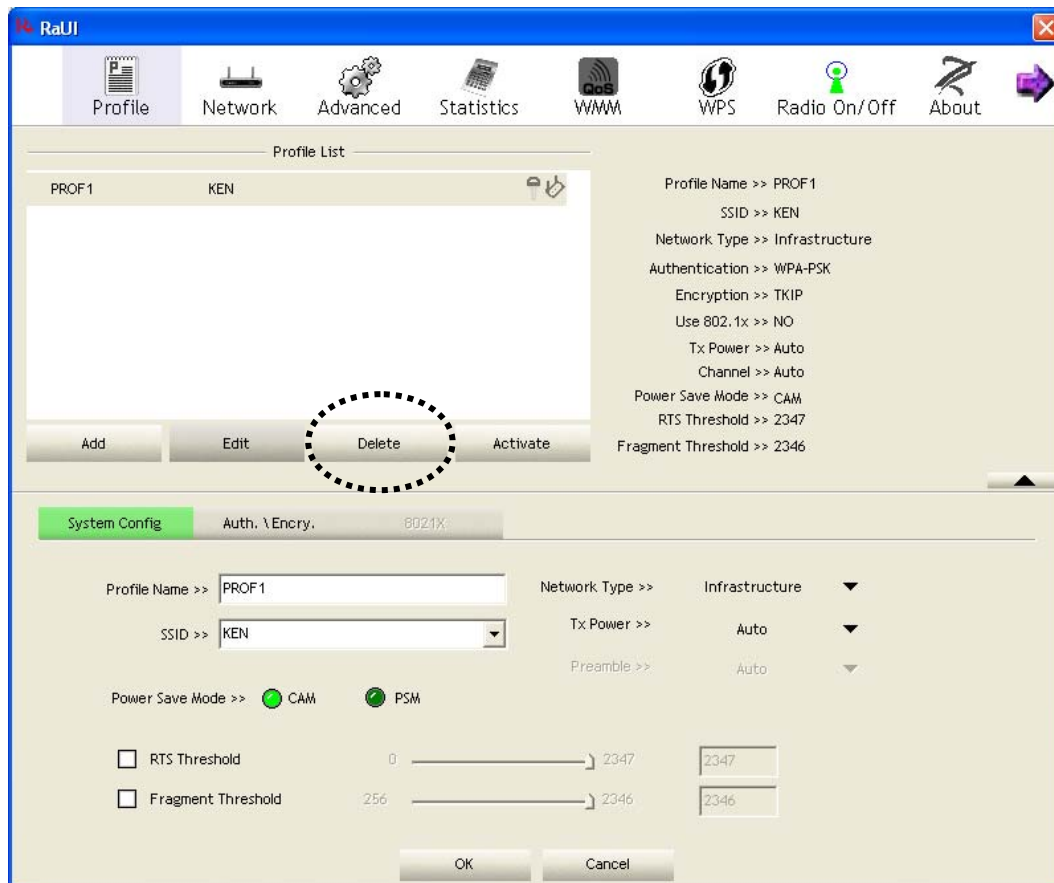 RaUI
Profile Network Advanced Statistics QoS WMM WPS Radio On/Off About
Profile List
PROF1 KEN
Profile Name >> PROF1
SSID >> KEN
Network Type >> Infrastructure
Authentication >> WPA-PSK
Encryption >> TKIP
Use 802.1x >> NO
Tx Power >> Auto
Channel >> Auto
Power Save Mode >> CAM
RTS Threshold >> 2347
Fragment Threshold >> 2346
Add Edit Delete Activate
System Config Auth. \ Encry. 8021X
Profile Name >> PROF1 Network Type >> Infrastructure
SSID >> KEN Tx Power >> Auto
Preamble >> Auto
Power Save Mode >> CAM PSM
RTS Threshold 0 2347 2347
Fragment Threshold 256 2346 2346
OK Cancel